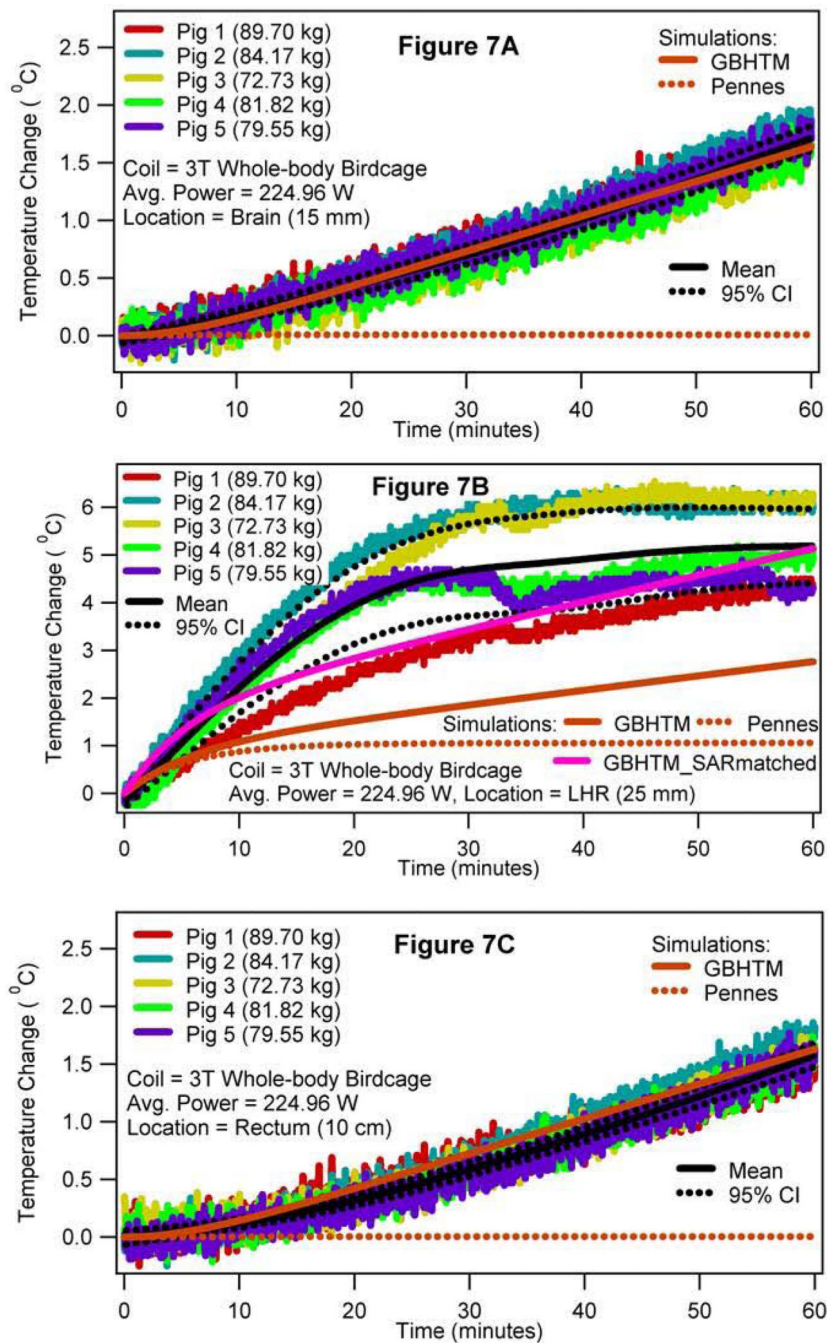 Figure 7A
Pig 1 (89.70 kg)
Pig 2 (84.17 kg)
Pig 3 (72.73 kg)
Pig 4 (81.82 kg)
Pig 5 (79.55 kg)
Simulations:
GBHTM
Pennes
Coil = 3T Whole-body Birdcage
Avg. Power = 224.96 W
Location = Brain (15 mm)
Mean
95% CI
Temperature Change ( ⁰C)
2.5
2.0
1.5
1.0
0.5
0.0
0 10 20 30 40 50 60
Time (minutes)
Figure 7B
Pig 1 (89.70 kg)
Pig 2 (84.17 kg)
Pig 3 (72.73 kg)
Pig 4 (81.82 kg)
Pig 5 (79.55 kg)
Mean
95% CI
Simulations: GBHTM Pennes
GBHTM_SARmatched
Coil = 3T Whole-body Birdcage
Avg. Power = 224.96 W, Location = LHR (25 mm)
Temperature Change ( ⁰C)
6
5
4
3
2
1
0
0 10 20 30 40 50 60
Time (minutes)
Figure 7C
Pig 1 (89.70 kg)
Pig 2 (84.17 kg)
Pig 3 (72.73 kg)
Pig 4 (81.82 kg)
Pig 5 (79.55 kg)
Simulations:
GBHTM
Pennes
Coil = 3T Whole-body Birdcage
Avg. Power = 224.96 W
Location = Rectum (10 cm)
Mean
95% CI
Temperature Change ( ⁰C)
2.5
2.0
1.5
1.0
0.5
0.0
0 10 20 30 40 50 60
Time (minutes)